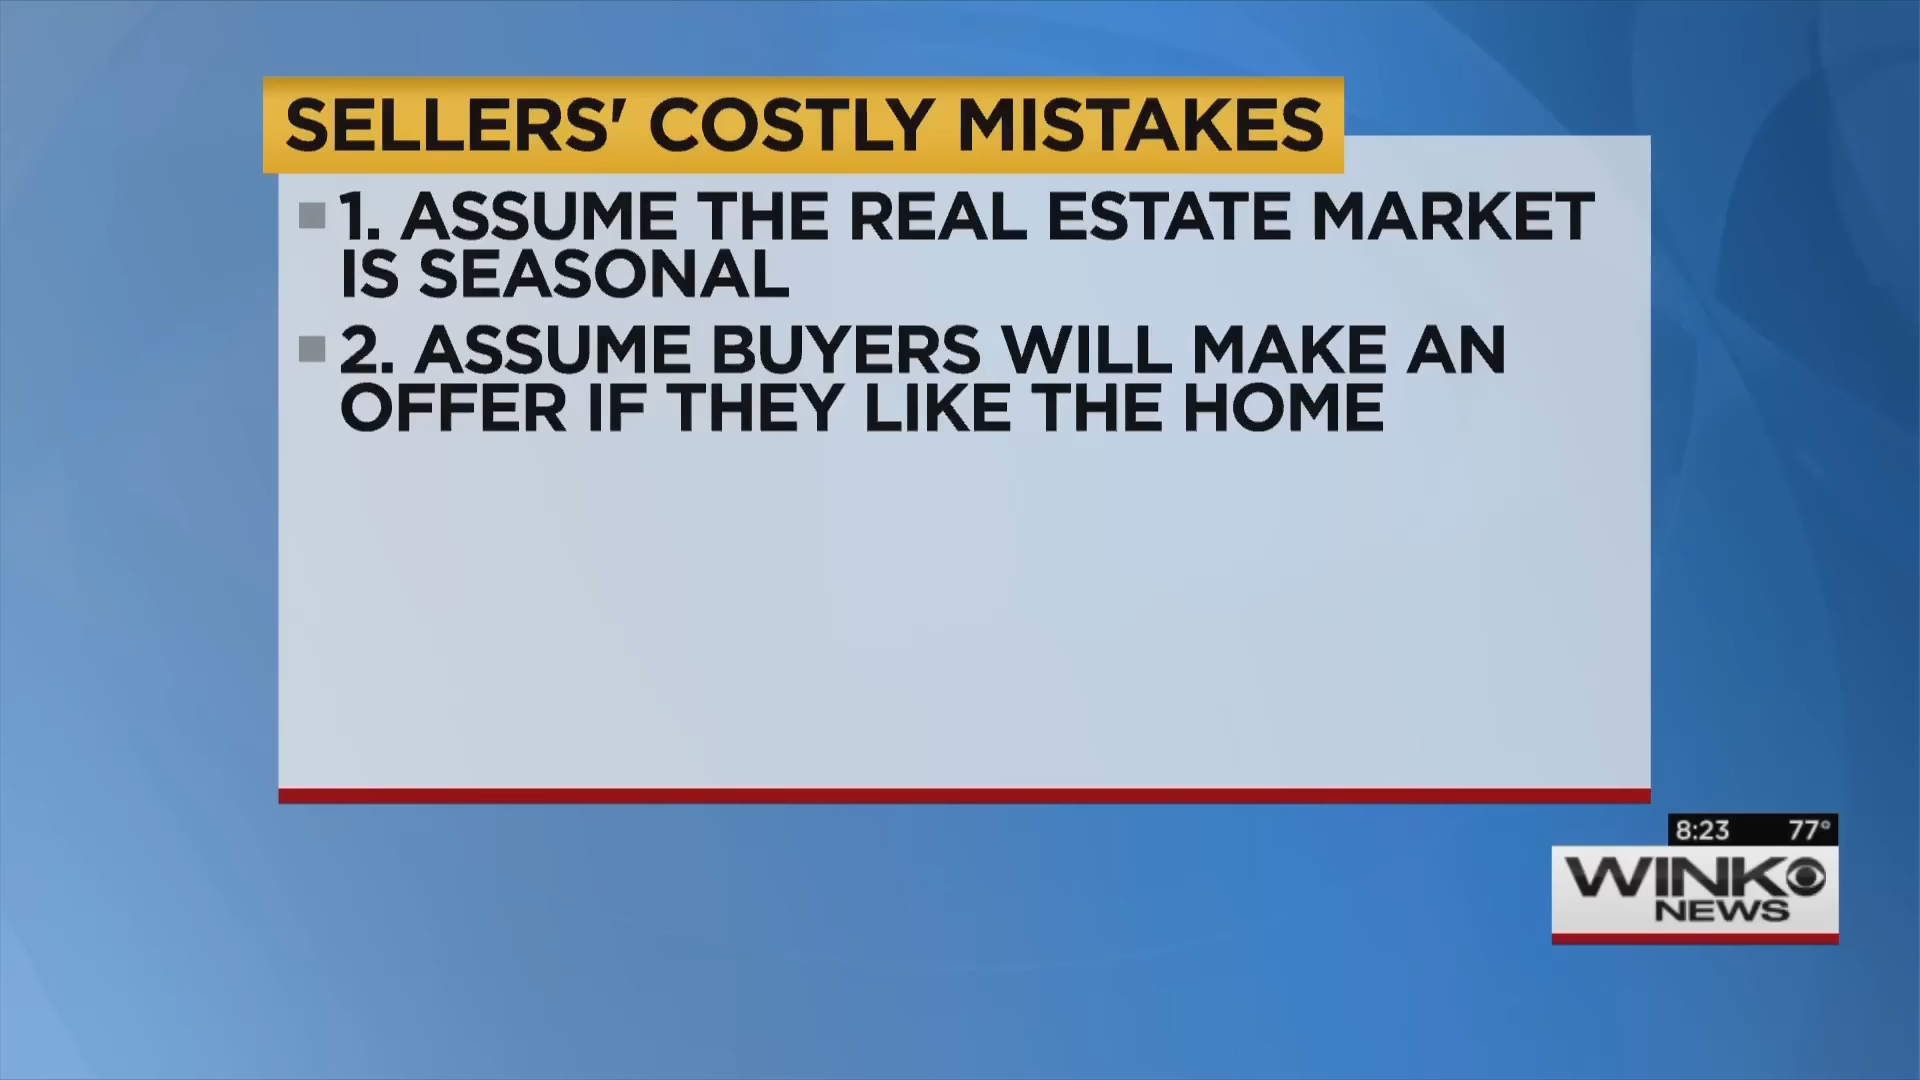 SELLERS' COSTLY MISTAKES
1. ASSUME THE REAL ESTATE MARKET
IS SEASONAL
2. ASSUME BUYERS WILL MAKE AN
OFFER IF THEY LIKE THE HOME
8:23 77°
WINK
NEWS